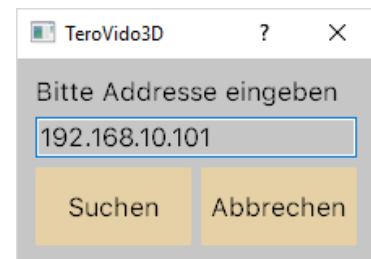 TeroVido3D ?
Bitte Addresse eingeben
192.168.10.101
Suchen Abbrechen